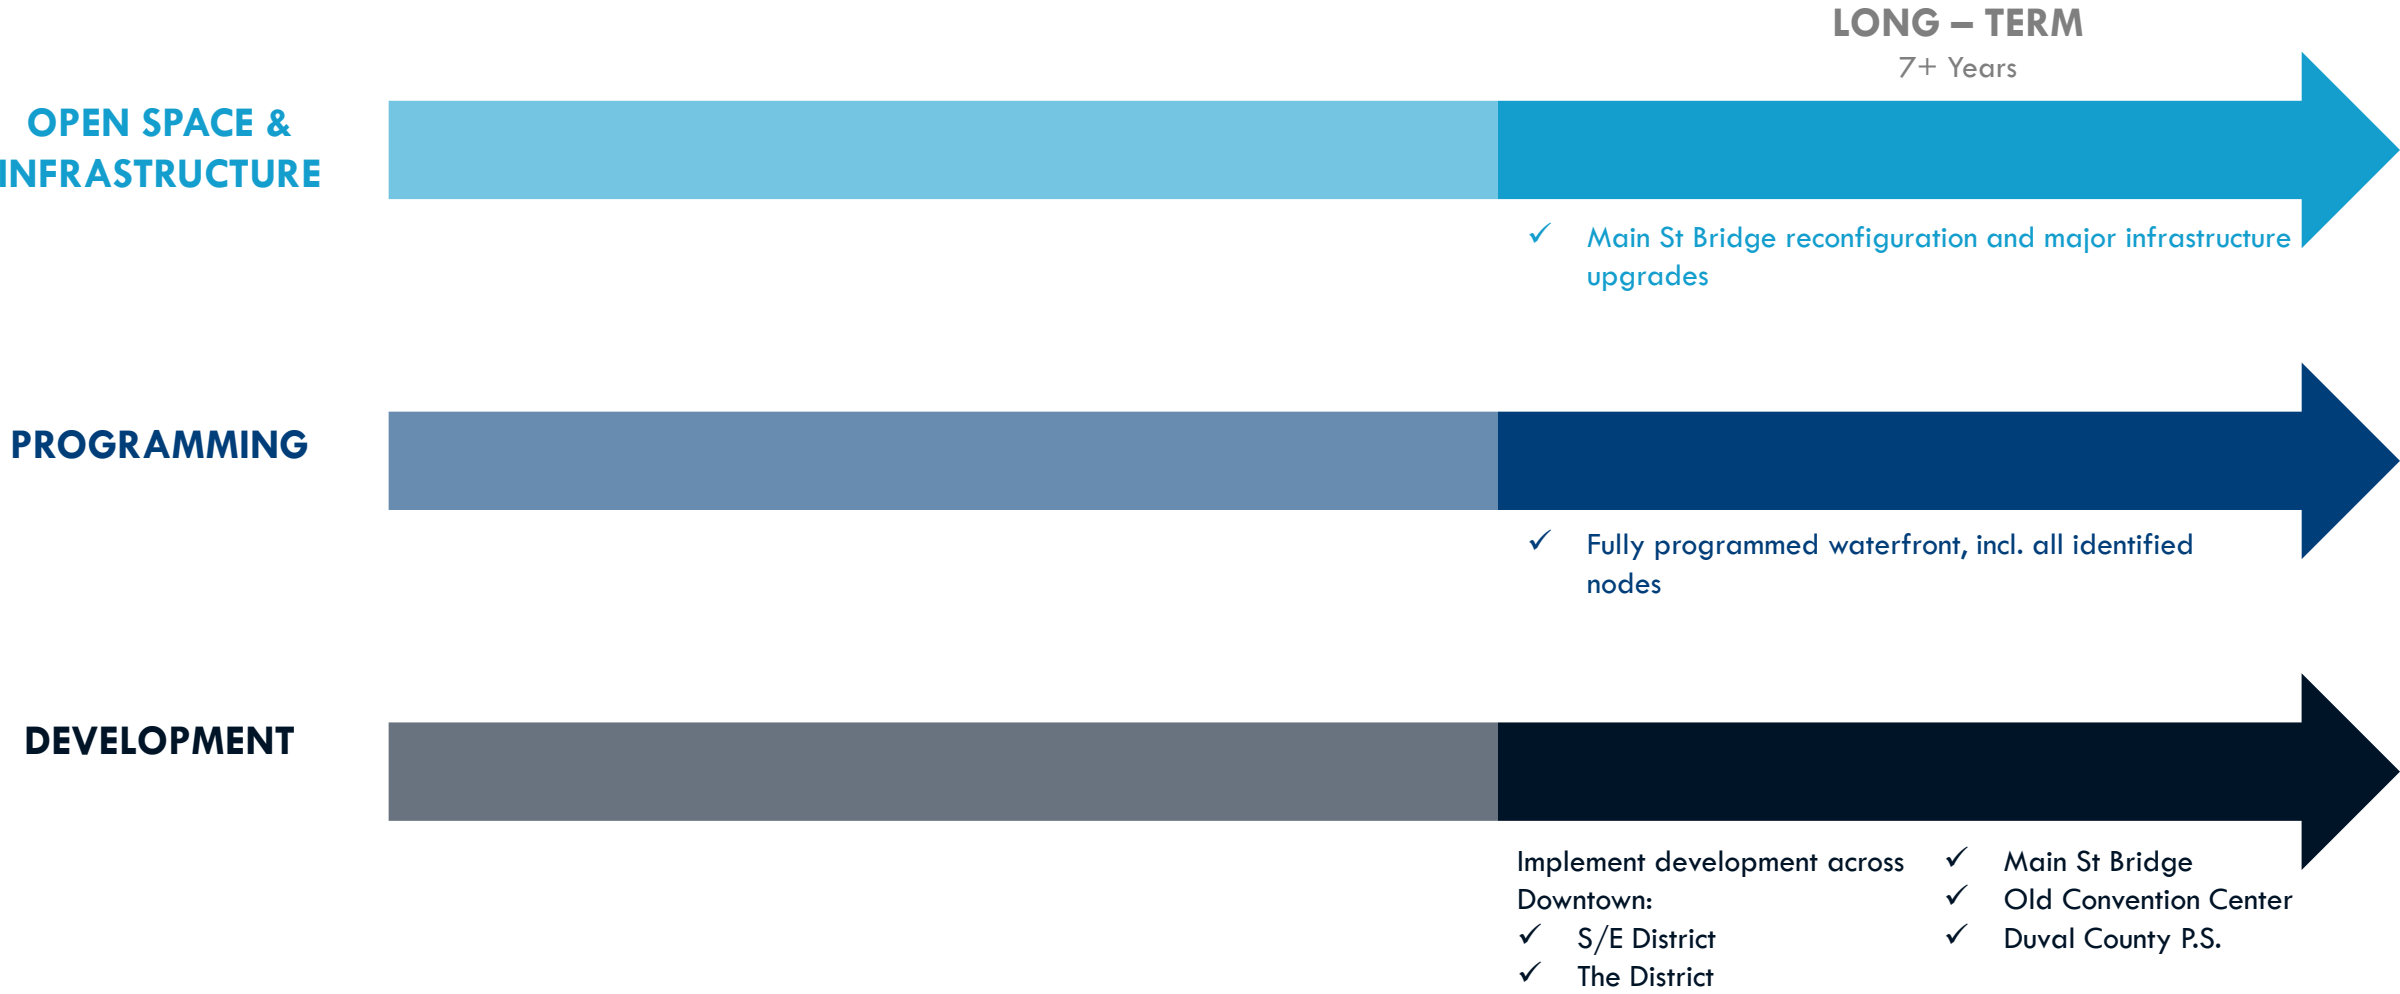 LONG – TERM
7+ Years
OPEN SPACE &
INFRASTRUCTURE
✓ Main St Bridge reconfiguration and major infrastructure
upgrades
PROGRAMMING
✓ Fully programmed waterfront, incl. all identified
nodes
DEVELOPMENT
Implement development across
Downtown:
✓ S/E District
✓ The District
✓ Main St Bridge
✓ Old Convention Center
✓ Duval County P.S.